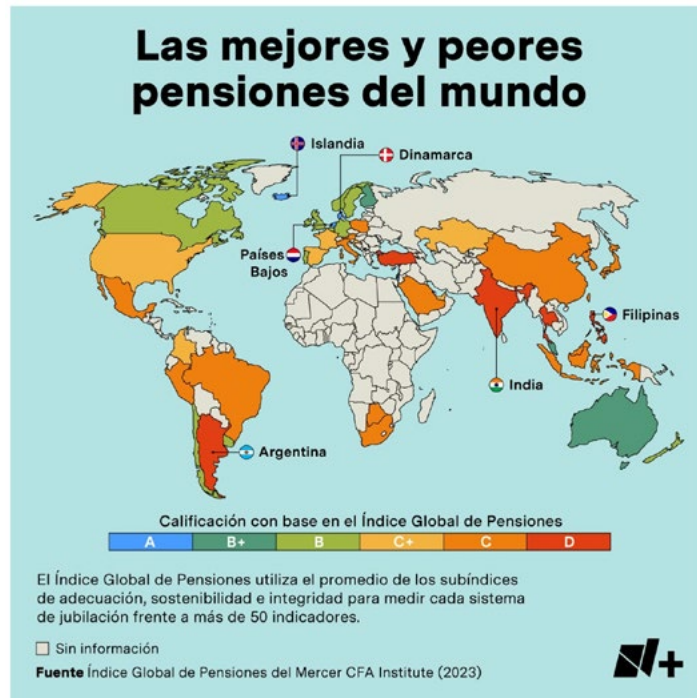 Las mejores y peores
pensiones del mundo
Islandia
Dinamarca
Países
Bajos
Filipinas
India
Argentina
Calificación con base en el Índice Global de Pensiones
A B+ B C+ C D
El Índice Global de Pensiones utiliza el promedio de los subíndices
de adecuación, sostenibilidad e integridad para medir cada sistema
de jubilación frente a más de 50 indicadores.
Sin información
Fuente Índice Global de Pensiones del Mercer CFA Institute (2023)
N+